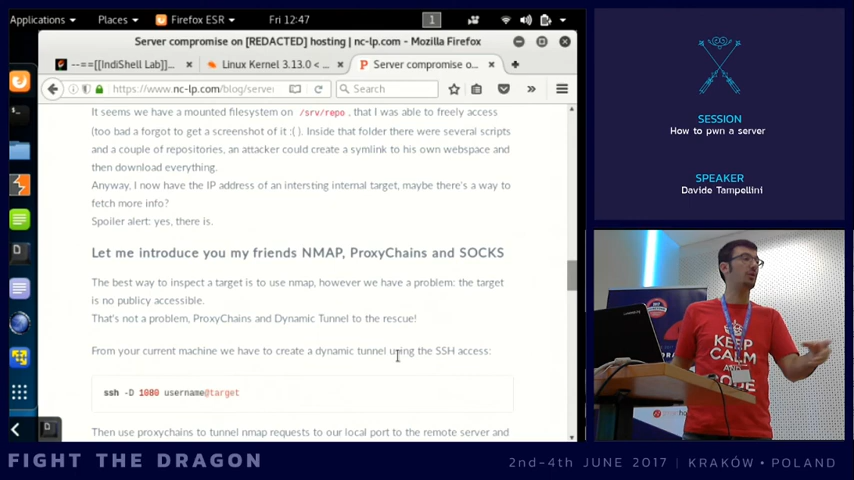 Applications
Places
Firefox ESR
Fri 12:47
1
Server compromise on [REDACTED] hosting | nc-lp.com - Mozilla Firefox
--==[[IndiShell Lab]...
Linux Kernel 3.13.0 < ...
Server compromise o...
https://www.nc-lp.com/blog/server
Search
It seems we have a mounted filesystem on /srv/repo, that I was able to freely access
(too bad a forgot to get a screenshot of it :( ). Inside that folder there were several scripts
and a couple of repositories, an attacker could create a symlink to his own webspace and
then download everything.
Anyway, I now have the IP address of an intersting internal target, maybe there's a way to
fetch more info?
Spoiler alert: yes, there is.
Let me introduce you my friends NMAP, ProxyChains and SOCKS
The best way to inspect a target is to use nmap, however we have a problem: the target
is no publicy accessible.
That's not a problem, ProxyChains and Dynamic Tunnel to the rescue!
From your current machine we have to create a dynamic tunnel using the SSH access:
ssh -D 1080 username@target
Then use proxychains to tunnel nmap requests to our local port to the remote server and
SESSION
How to pwn a server
SPEAKER
Davide Tampellini
KEEP
CALM
AND
CODE
FIGHT THE DRAGON
2nd-4th JUNE 2017 | KRAKÓW • POLAND